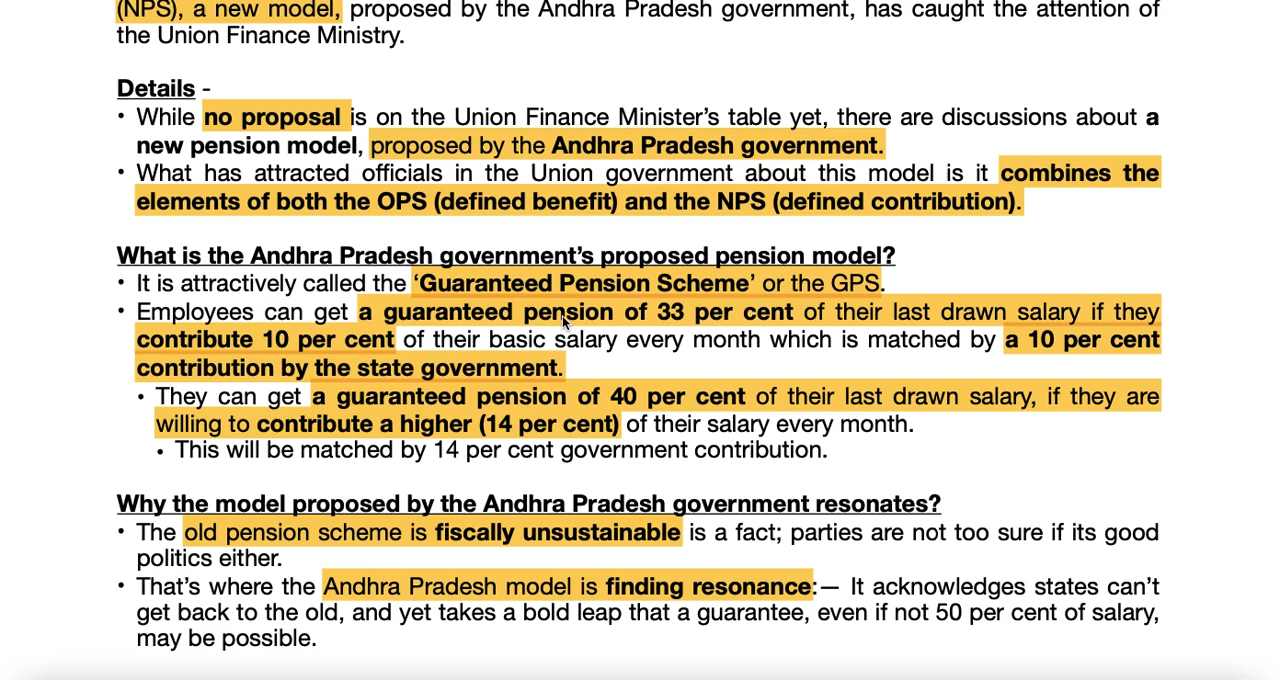 (NPS), a new model, proposed by the Andhra Pradesh government, has caught the attention of
the Union Finance Ministry.
Details -
• While no proposal is on the Union Finance Minister’s table yet, there are discussions about a
new pension model, proposed by the Andhra Pradesh government.
• What has attracted officials in the Union government about this model is it combines the
elements of both the OPS (defined benefit) and the NPS (defined contribution).
What is the Andhra Pradesh government’s proposed pension model?
• It is attractively called the ‘Guaranteed Pension Scheme’ or the GPS.
• Employees can get a guaranteed pension of 33 per cent of their last drawn salary if they
contribute 10 per cent of their basic salary every month which is matched by a 10 per cent
contribution by the state government.
• They can get a guaranteed pension of 40 per cent of their last drawn salary, if they are
willing to contribute a higher (14 per cent) of their salary every month.
• This will be matched by 14 per cent government contribution.
Why the model proposed by the Andhra Pradesh government resonates?
• The old pension scheme is fiscally unsustainable is a fact; parties are not too sure if its good
politics either.
• That’s where the Andhra Pradesh model is finding resonance:— It acknowledges states can’t
get back to the old, and yet takes a bold leap that a guarantee, even if not 50 per cent of salary,
may be possible.